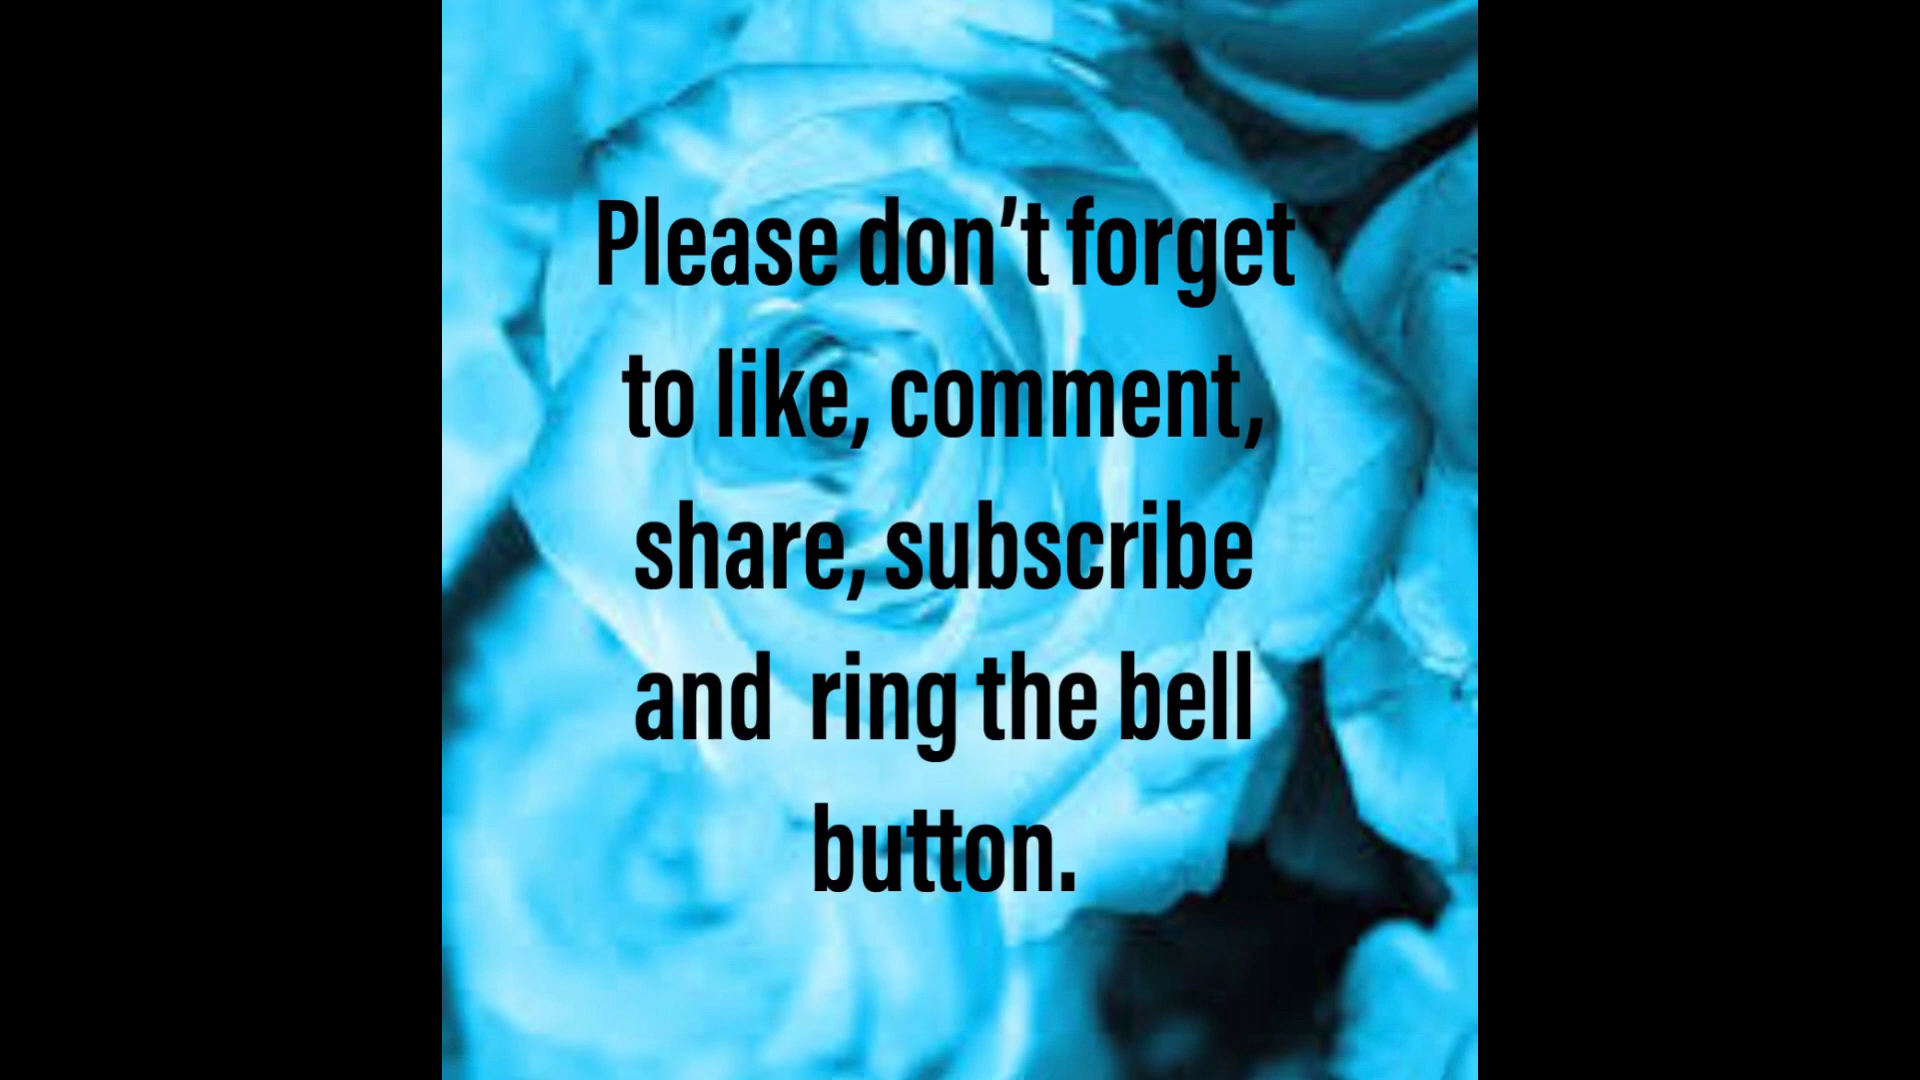 Please don’t forget
to like, comment,
share, subscribe
and  ring the bell
button.